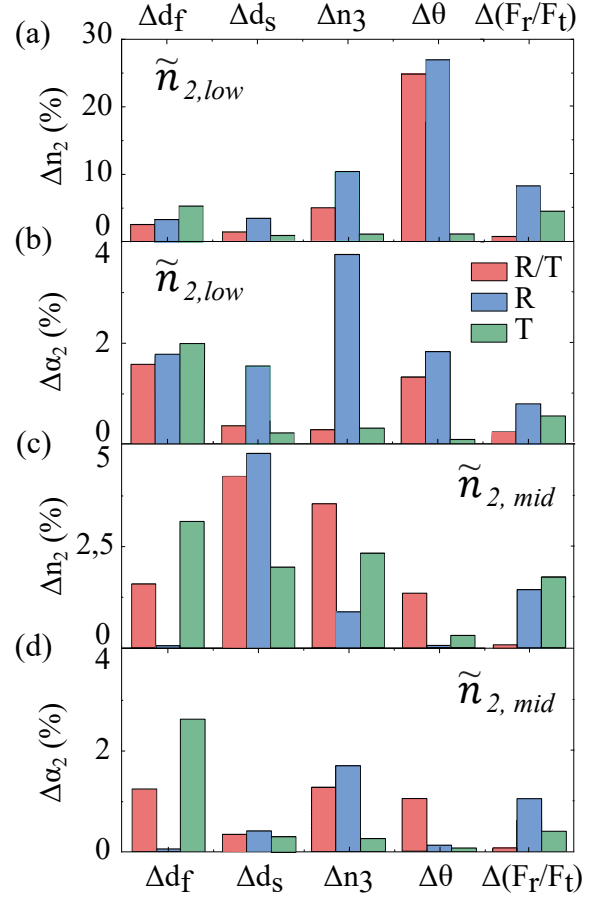 (a) Δd_f Δd_s Δn_3 Δθ Δ(F_r/F_t)
30
ñ_2,low
20
Δn_2 (%)
10
0
(b)
4
ñ_2,low
R/T
R
T
2
Δα_2 (%)
0
(c)
5
ñ_2, mid
2,5
Δn_2 (%)
0
(d)
4
ñ_2, mid
2
Δα_2 (%)
0
Δd_f Δd_s Δn_3 Δθ Δ(F_r/F_t)